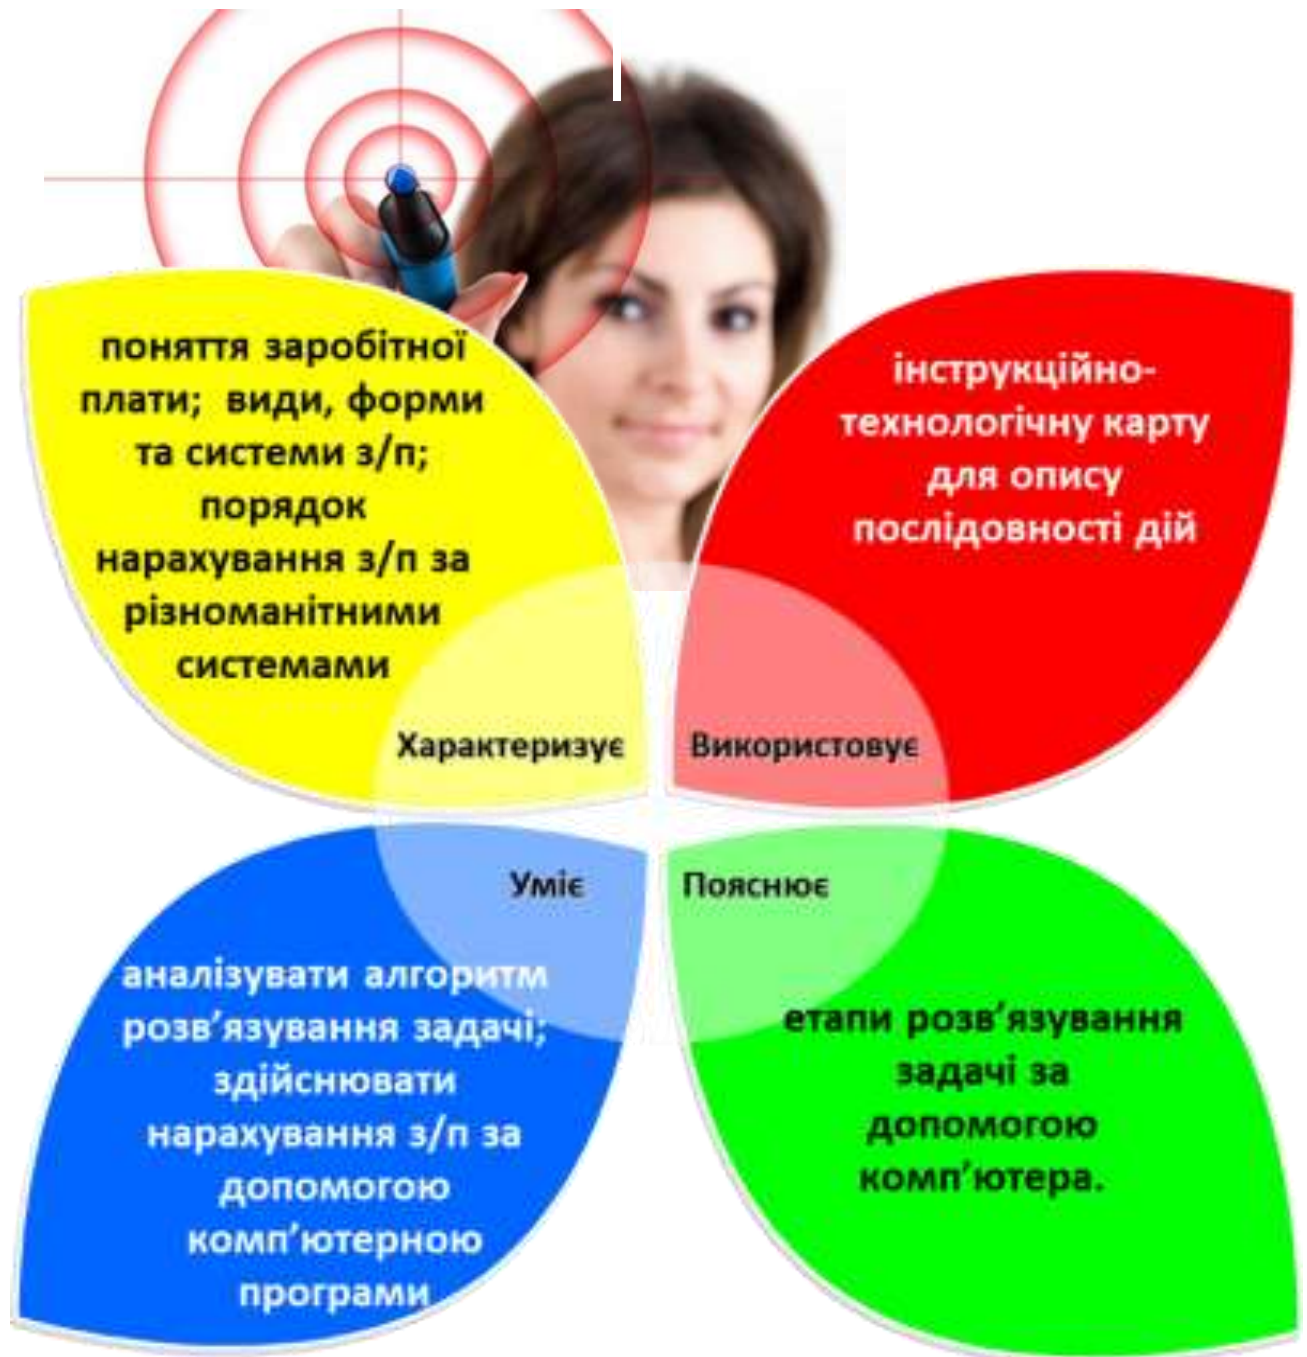 поняття заробітної
плати;  види, форми
та системи з/п;
порядок
нарахування з/п за
різноманітними
системами
Характеризує
інструкційно-
технологічну карту
для опису
послідовності дій
Використовує
Уміє
аналізувати алгоритм
розв’язування задачі;
здійснювати
нарахування з/п за
допомогою
комп’ютерною
програми
Пояснює
етапи розв’язування
задачі за
допомогою
комп’ютера.